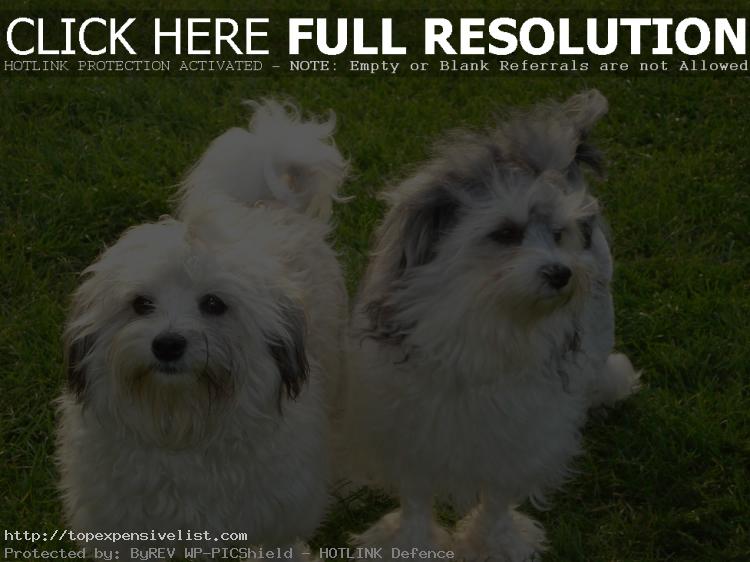 CLICK HERE FULL RESOLUTION
HOTLINK PROTECTION ACTIVATED - NOTE: Empty or Blank Referrals are not Allowed
http://topexpensivelist.com
Protected by: ByREV WP-PICShield - HOTLINK Defence